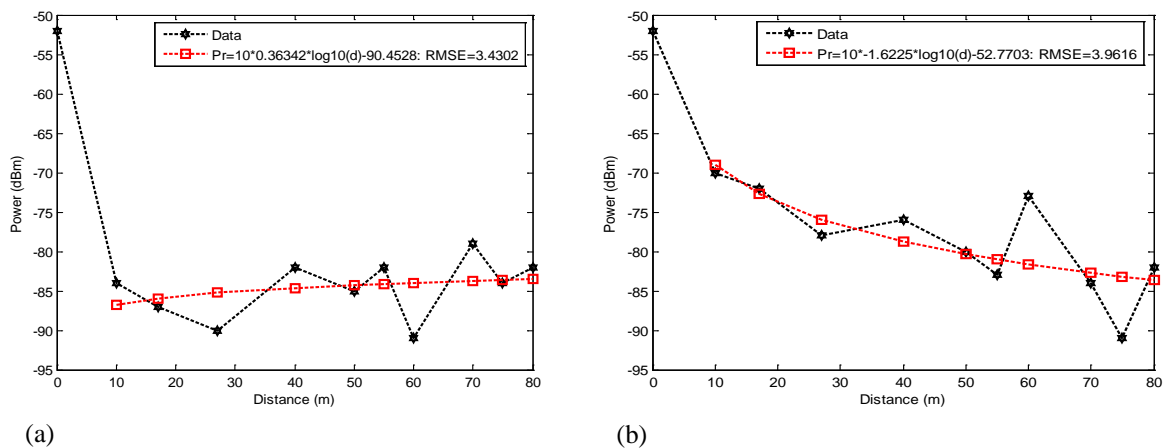 -50
-55
-60
-65
-70
-75
-80
-85
-90
-95
Power (dBm)
Data
Pr=10*0.36342*log10(d)-90.4528: RMSE=3.4302
0 10 20 30 40 50 60 70 80
Distance (m)
(a)
-50
-55
-60
-65
-70
-75
-80
-85
-90
-95
Power (dBm)
Data
Pr=10*-1.6225*log10(d)-52.7703: RMSE=3.9616
0 10 20 30 40 50 60 70 80
Distance (m)
(b)